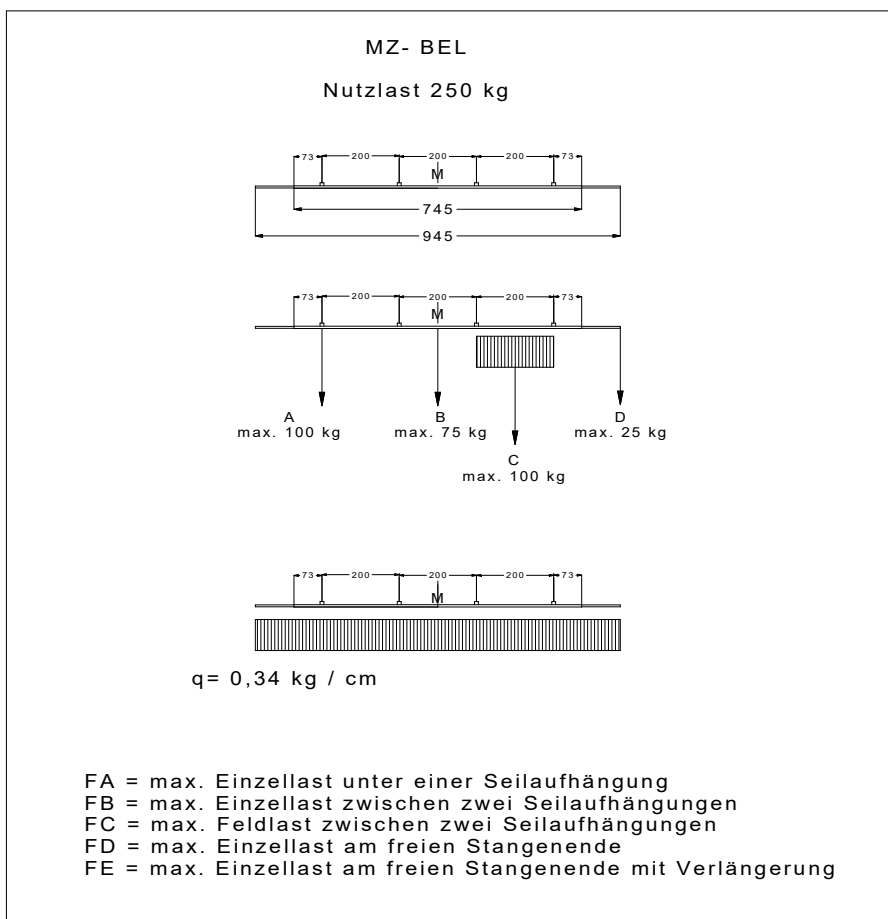 MZ- BEL
Nutzlast 250 kg
73 200 200 200 73
M
745
945
73 200 200 200 73
M
A B D
max. 100 kg max. 75 kg max. 25 kg
C
max. 100 kg
73 200 200 200 73
M
q= 0,34 kg / cm
FA = max. Einzellast unter einer Seilaufhängung
FB = max. Einzellast zwischen zwei Seilaufhängungen
FC = max. Feldlast zwischen zwei Seilaufhängungen
FD = max. Einzellast am freien Stangenende
FE = max. Einzellast am freien Stangenende mit Verlängerung